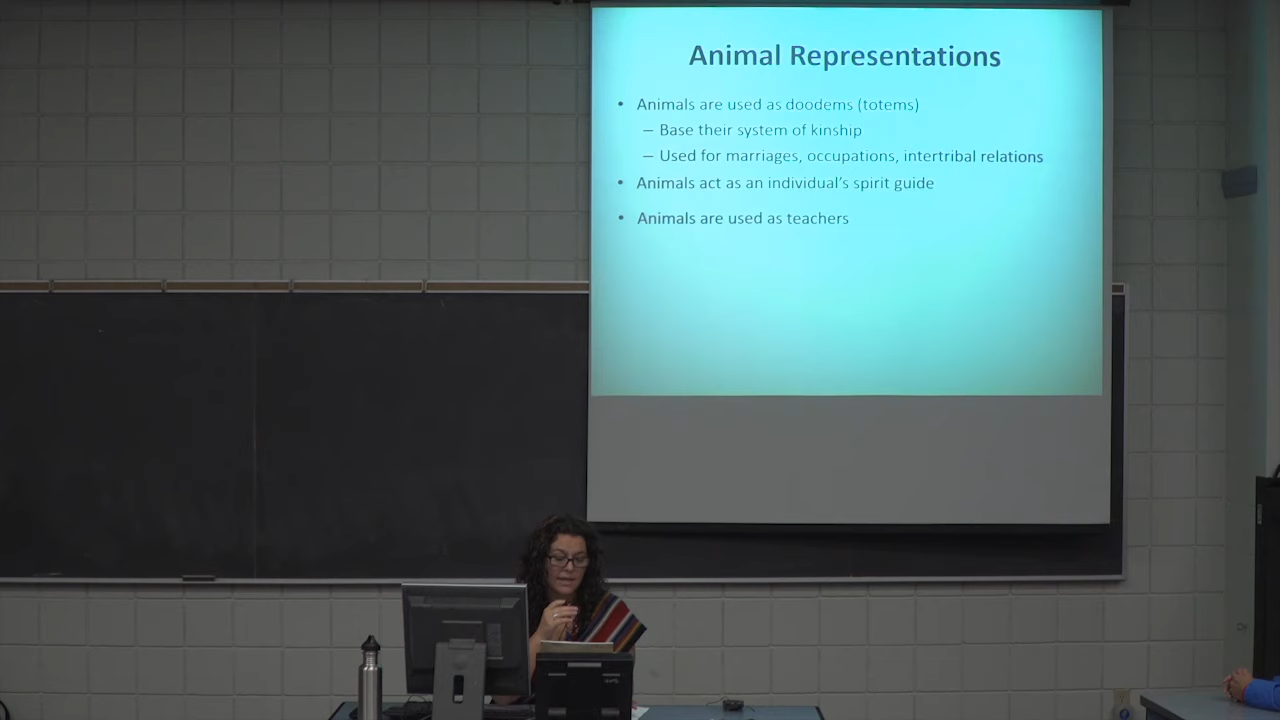 Animal Representations
• Animals are used as doodems (totems)
– Base their system of kinship
– Used for marriages, occupations, intertribal relations
• Animals act as an individual's spirit guide
• Animals are used as teachers